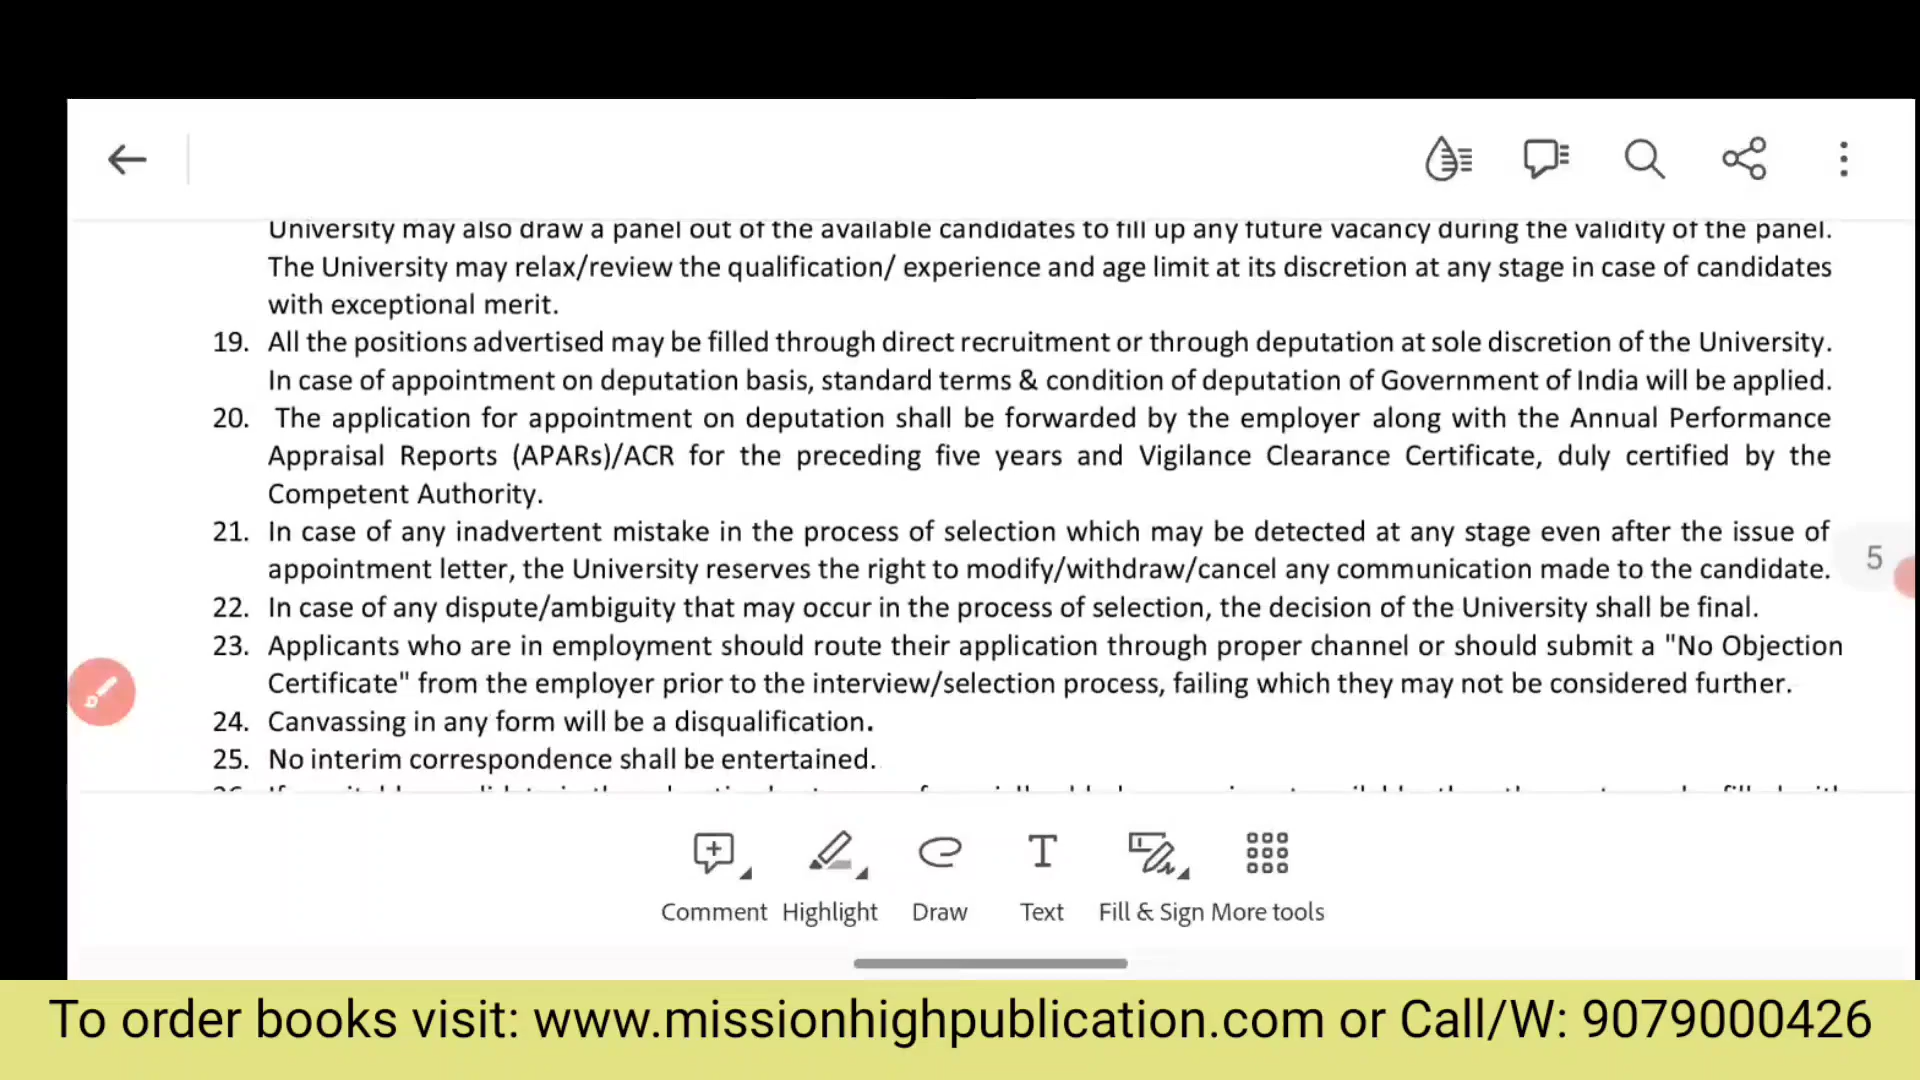 University may also draw a panel out of the available candidates to fill up any future vacancy during the validity of the panel.
The University may relax/review the qualification/ experience and age limit at its discretion at any stage in case of candidates
with exceptional merit.
19. All the positions advertised may be filled through direct recruitment or through deputation at sole discretion of the University.
In case of appointment on deputation basis, standard terms & condition of deputation of Government of India will be applied.
20. The application for appointment on deputation shall be forwarded by the employer along with the Annual Performance
Appraisal Reports (APARs)/ACR for the preceding five years and Vigilance Clearance Certificate, duly certified by the
Competent Authority.
21. In case of any inadvertent mistake in the process of selection which may be detected at any stage even after the issue of
appointment letter, the University reserves the right to modify/withdraw/cancel any communication made to the candidate.
5
22. In case of any dispute/ambiguity that may occur in the process of selection, the decision of the University shall be final.
23. Applicants who are in employment should route their application through proper channel or should submit a "No Objection
Certificate" from the employer prior to the interview/selection process, failing which they may not be considered further.
24. Canvassing in any form will be a disqualification.
25. No interim correspondence shall be entertained.
Comment Highlight Draw Text Fill & Sign More tools
To order books visit: www.missionhighpublication.com or Call/W: 9079000426